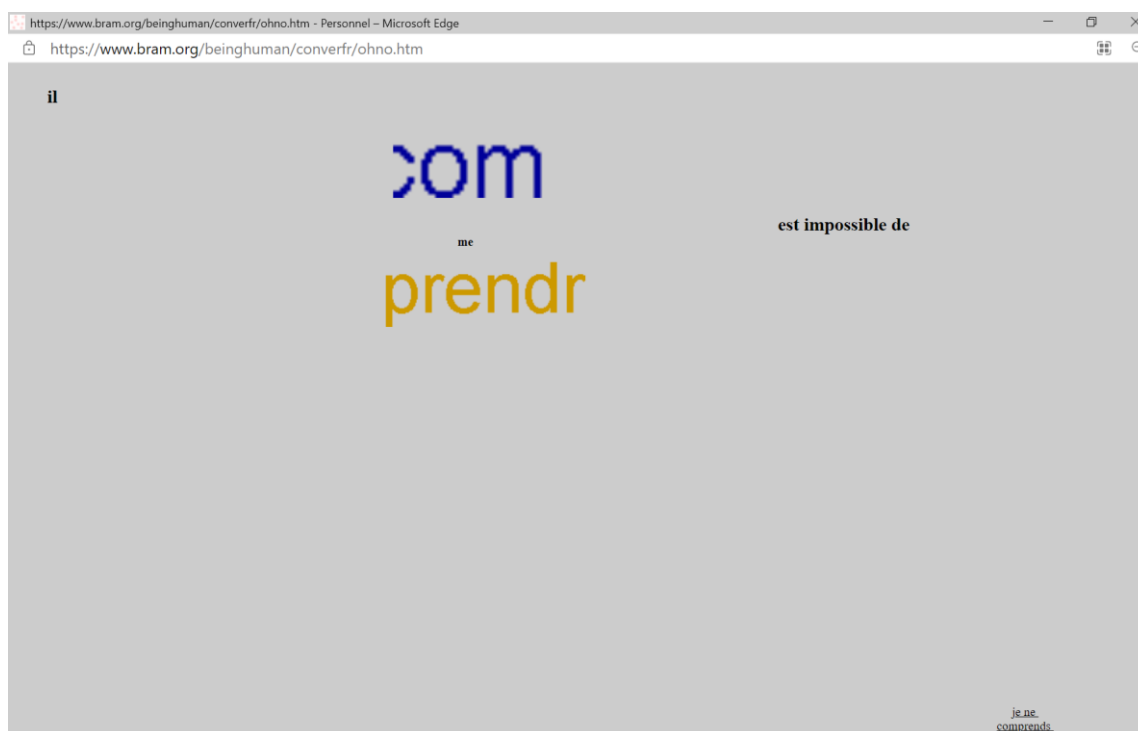 https://www.bram.org/beinghuman/converfr/ohno.htm - Personnel – Microsoft Edge
https://www.bram.org/beinghuman/converfr/ohno.htm
il
com
est impossible de
me
prendr
je ne
comprends